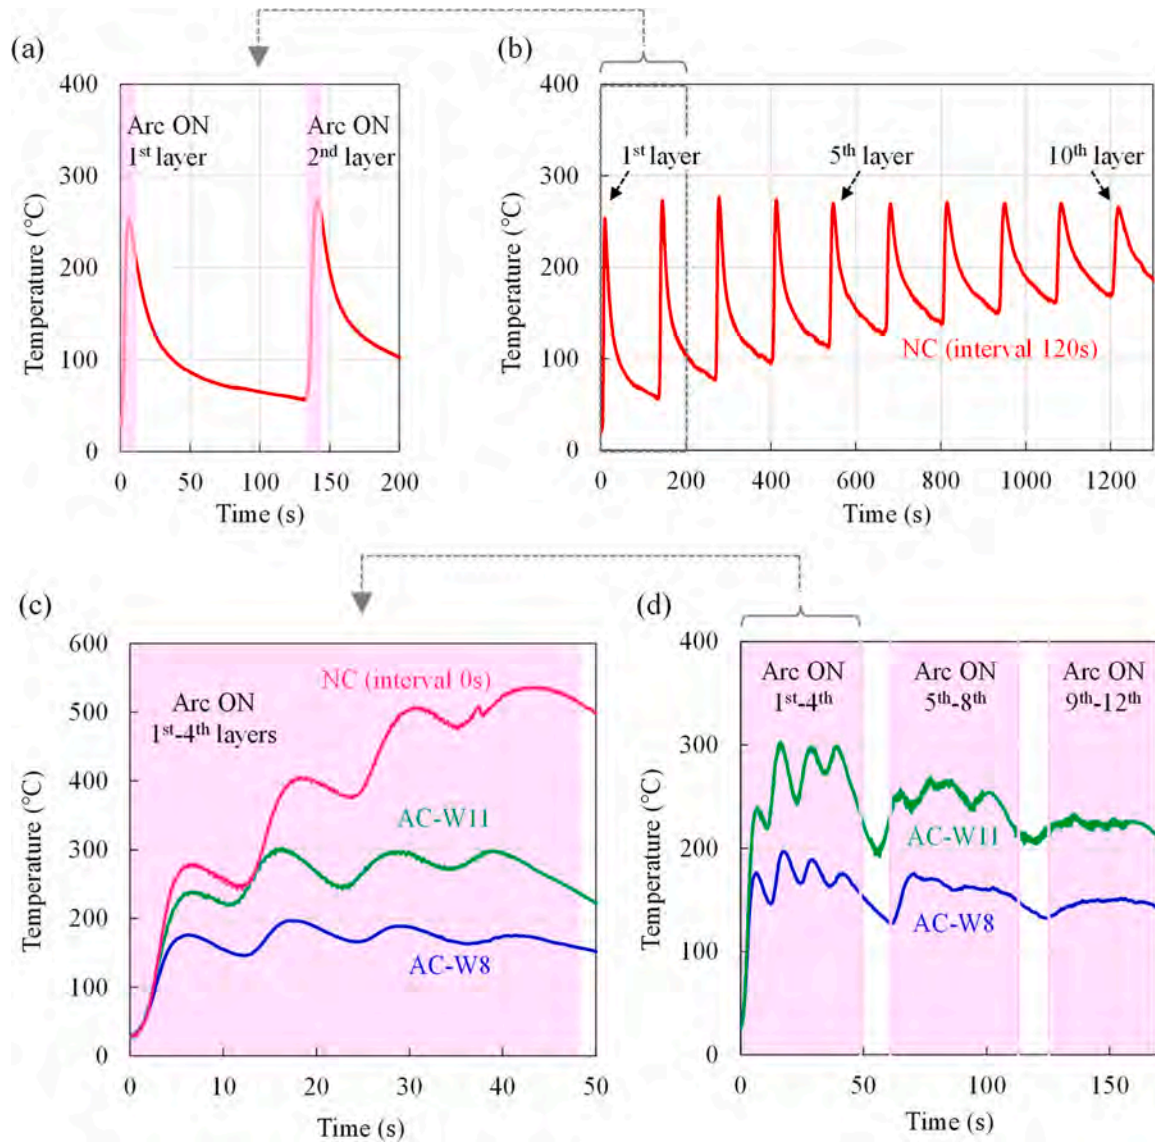 (a)
Temperature (°C)
400
300
200
100
0
Arc ON
1st layer
Arc ON
2nd layer
0 50 100 150 200
Time (s)
(b)
Temperature (°C)
400
300
200
100
0
1st layer
5th layer
10th layer
NC (interval 120s)
0 200 400 600 800 1000 1200
Time (s)
(c)
Temperature (°C)
600
500
400
300
200
100
0
NC (interval 0s)
Arc ON
1st-4th layers
AC-W11
AC-W8
0 10 20 30 40 50
Time (s)
(d)
Temperature (°C)
400
300
200
100
0
Arc ON
1st-4th
Arc ON
5th-8th
Arc ON
9th-12th
AC-W11
AC-W8
0 50 100 150
Time (s)